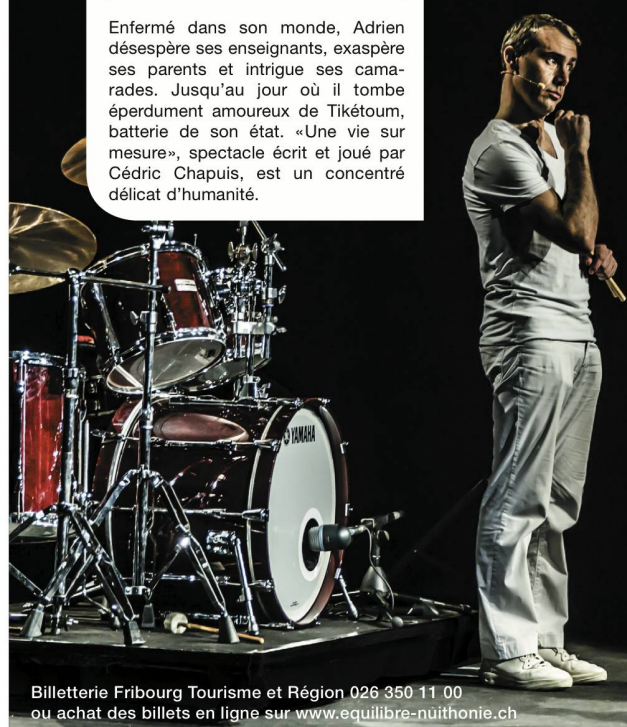 Enfermé dans son monde, Adrien
désespère ses enseignants, exaspère
ses parents et intrigue ses cama-
rades. Jusqu'au jour où il tombe
éperdument amoureux de Tikétoum,
batterie de son état. «Une vie sur
mesure», spectacle écrit et joué par
Cédric Chapuis, est un concentré
délicat d'humanité.
YAMAHA
Billetterie Fribourg Tourisme et Région 026 350 11 00
ou achat des billets en ligne sur www.equilibre-nuithonie.ch